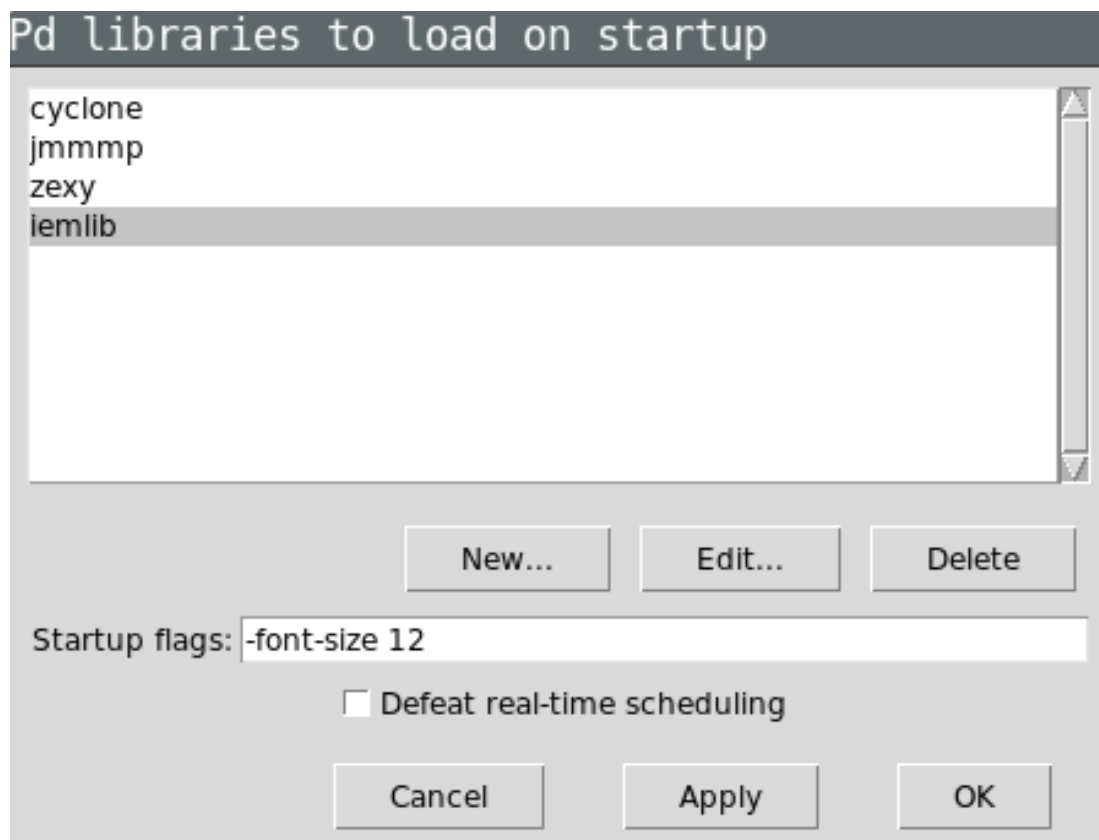 Pd libraries to load on startup
cyclone
jmmmp
zexy
iemlib
New... Edit... Delete
Startup flags: -font-size 12
Defeat real-time scheduling
Cancel Apply OK